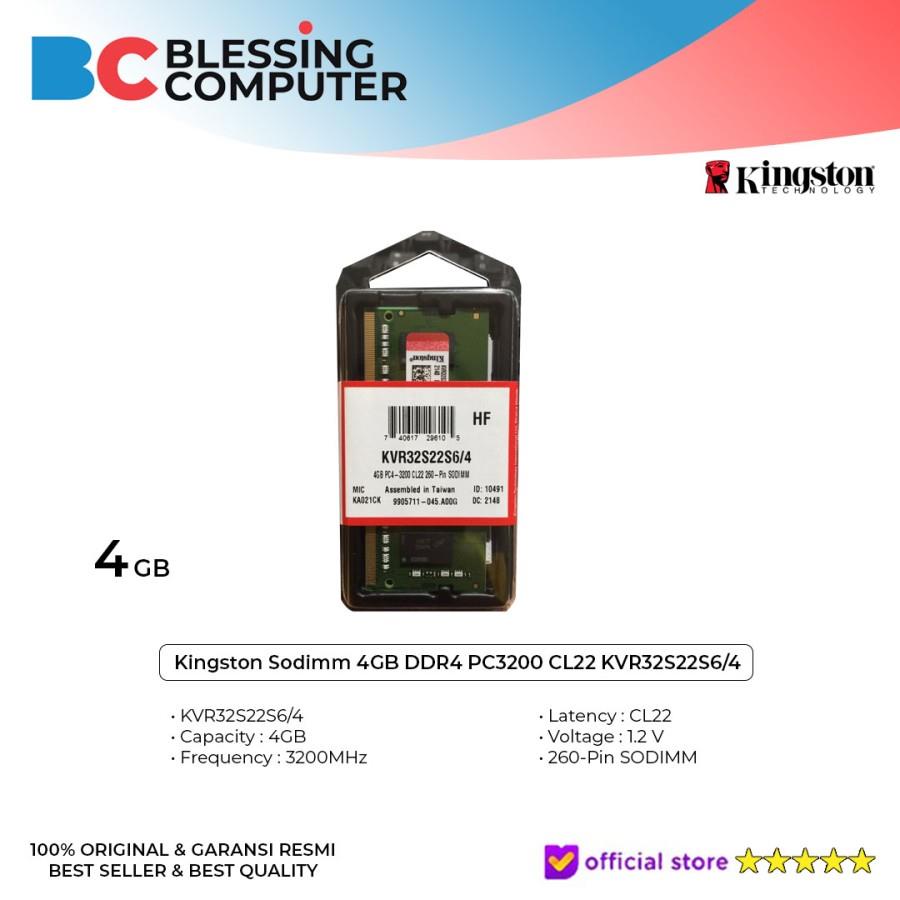 BC BLESSING
COMPUTER
Kingston
TECHNOLOGY
Kingston
HF
7 40617 29610 5
KVR32S22S6/4
4GB PC4-3200 CL22 260-Pin SODIMM
MIC Assembled in Taiwan ID: 10491
KA021CK 9905711-045.A00G DC: 2148
4 GB
Kingston Sodimm 4GB DDR4 PC3200 CL22 KVR32S22S6/4
• KVR32S22S6/4
• Capacity : 4GB
• Frequency : 3200MHz
• Latency : CL22
• Voltage : 1.2 V
• 260-Pin SODIMM
100% ORIGINAL & GARANSI RESMI
BEST SELLER & BEST QUALITY
official store